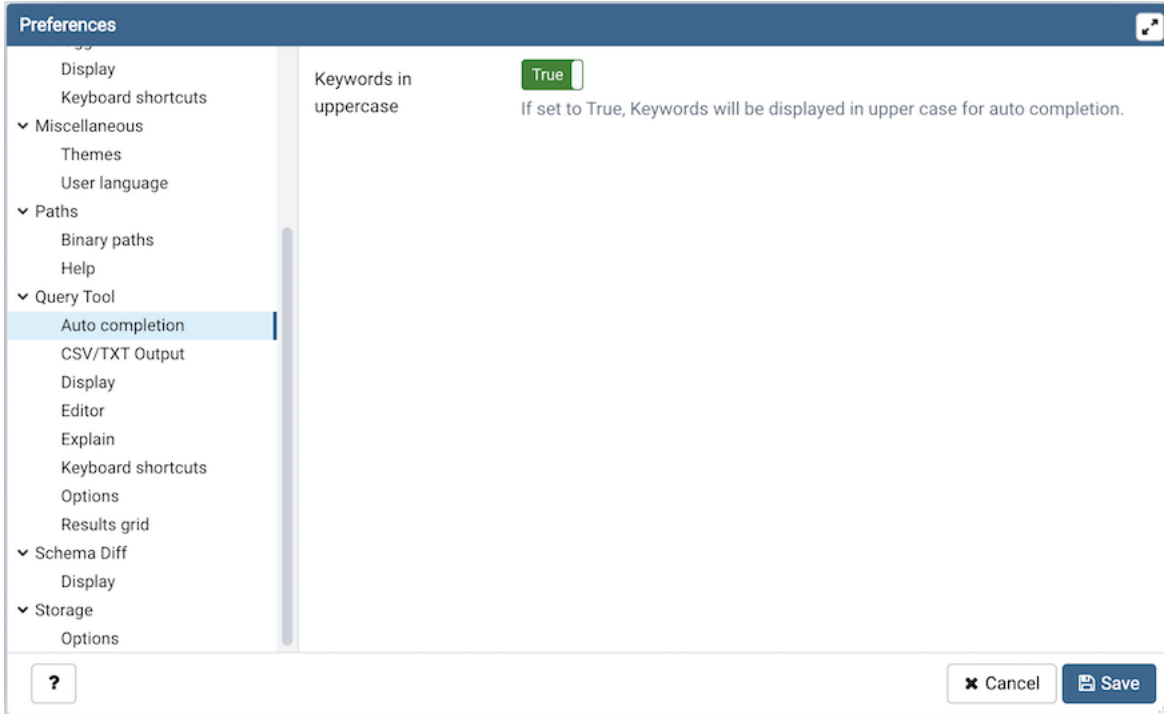 Preferences
Display
Keyboard shortcuts
Miscellaneous
Themes
User language
Paths
Binary paths
Help
Query Tool
Auto completion
CSV/TXT Output
Display
Editor
Explain
Keyboard shortcuts
Options
Results grid
Schema Diff
Display
Storage
Options
Keywords in
uppercase
True
If set to True, Keywords will be displayed in upper case for auto completion.
?
Cancel
Save